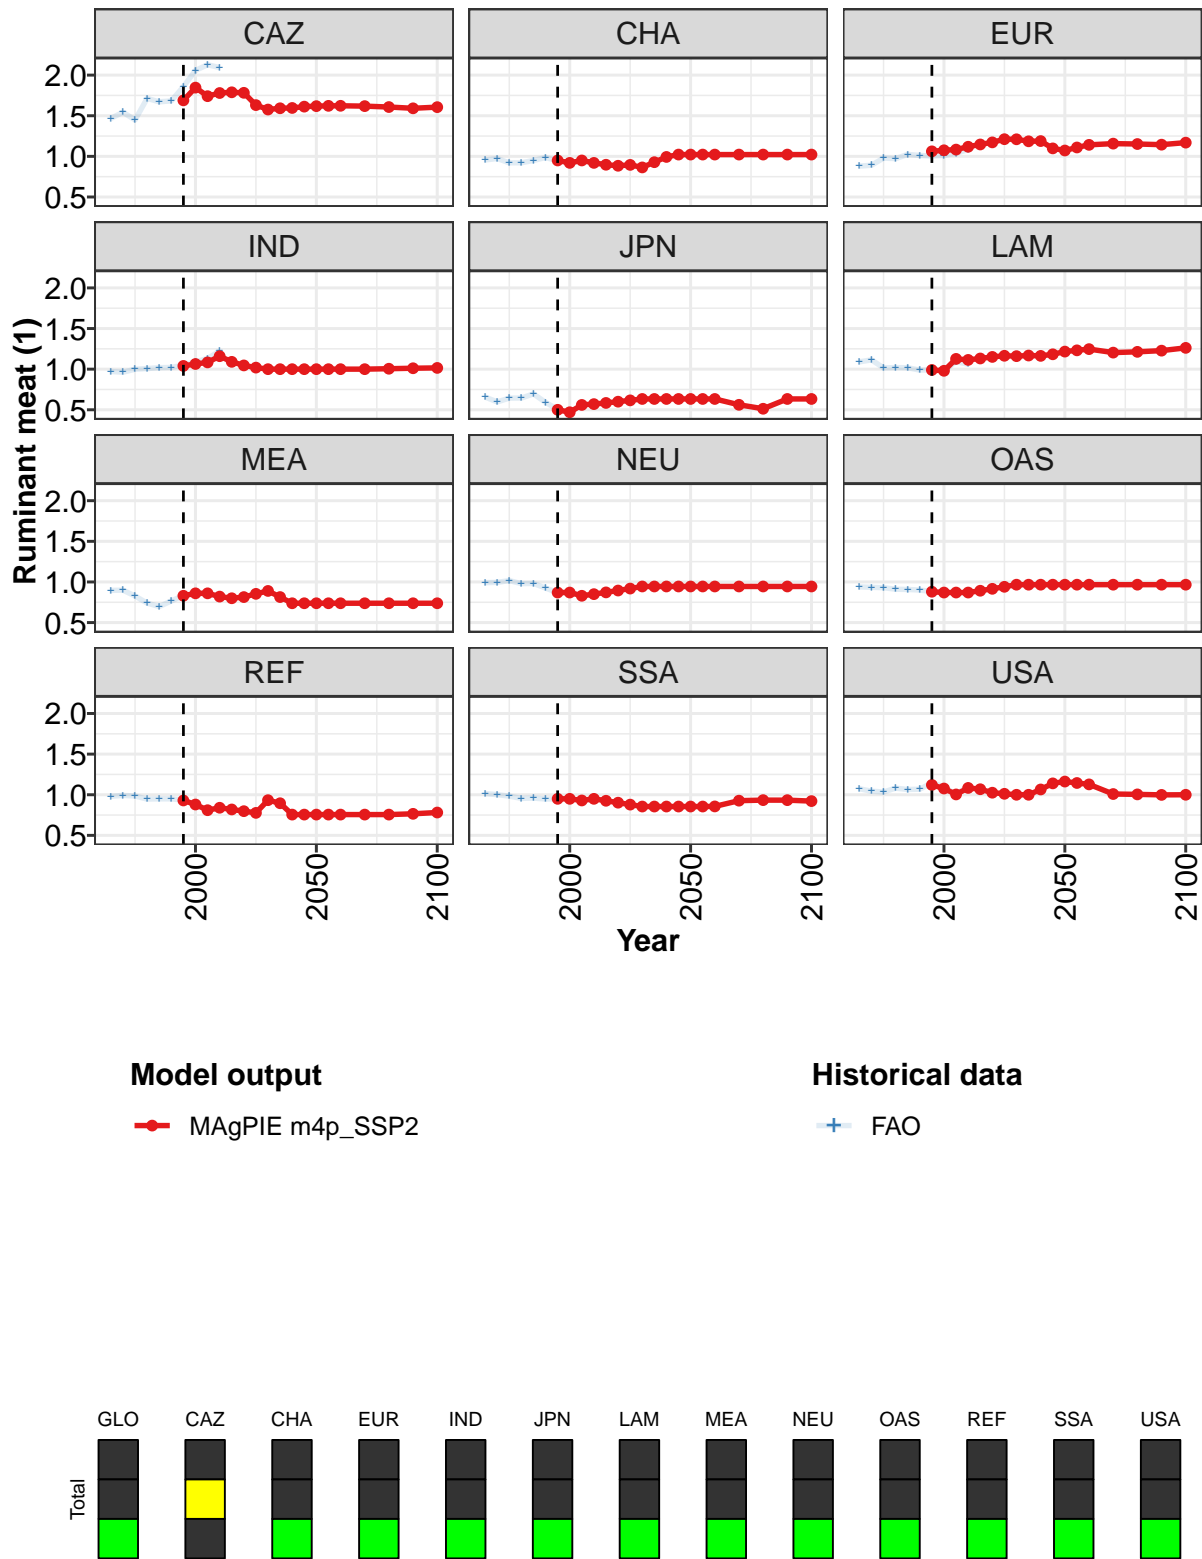 CAZ CHA EUR
2.0
1.5
1.0
0.5
IND JPN LAM
2.0
1.5
1.0
0.5
MEA NEU OAS
2.0
1.5
1.0
0.5
REF SSA USA
2.0
1.5
1.0
0.5
Ruminant meat (1)
2000 2050 2100 2000 2050 2100 2000 2050 2100
Year
Model output Historical data
MAgPIE m4p_SSP2 FAO
GLO CAZ CHA EUR IND JPN LAM MEA NEU OAS REF SSA USA
Total